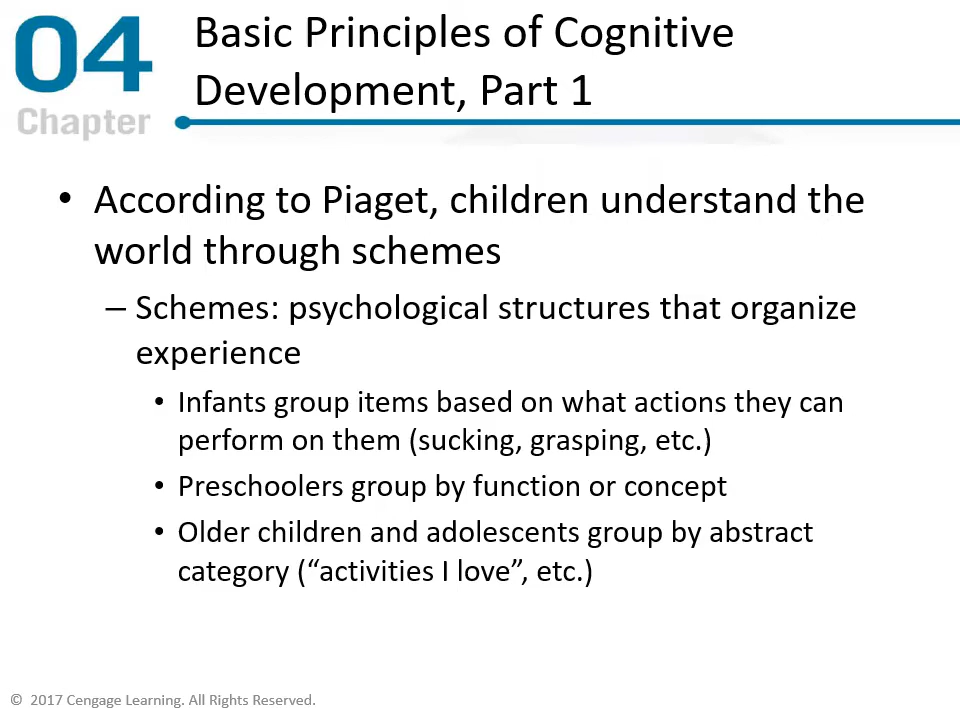 04
Chapter
Basic Principles of Cognitive
Development, Part 1
• According to Piaget, children understand the
world through schemes
– Schemes: psychological structures that organize
experience
• Infants group items based on what actions they can
perform on them (sucking, grasping, etc.)
• Preschoolers group by function or concept
• Older children and adolescents group by abstract
category (“activities I love”, etc.)
© 2017 Cengage Learning. All Rights Reserved.